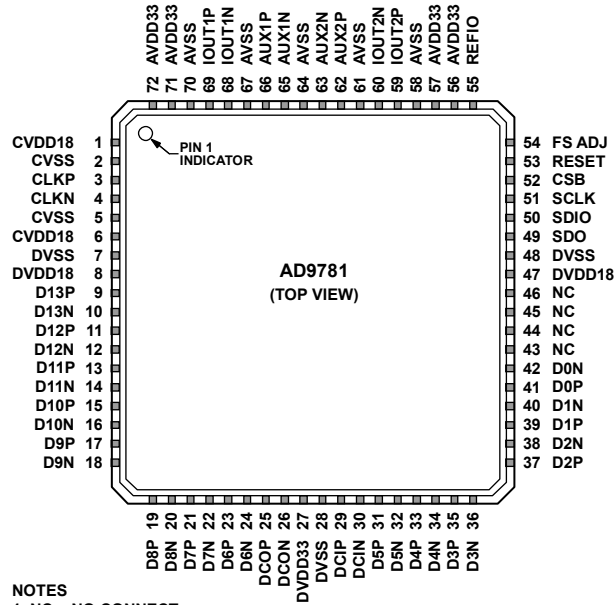 72 AVDD33
71 AVDD33
70 AVSS
69 IOUT1P
68 IOUT1N
67 AVSS
66 AUX1P
65 AUX1N
64 AVSS
63 AUX2N
62 AUX2P
61 AVSS
60 IOUT2N
59 IOUT2P
58 AVSS
57 AVDD33
56 AVDD33
55 REFIO
CVDD18 1
CVSS 2
CLKP 3
CLKN 4
CVSS 5
CVDD18 6
DVSS 7
DVDD18 8
D13P 9
D13N 10
D12P 11
D12N 12
D11P 13
D11N 14
D10P 15
D10N 16
D9P 17
D9N 18
PIN 1
INDICATOR
AD9781
(TOP VIEW)
54 FS ADJ
53 RESET
52 CSB
51 SCLK
50 SDIO
49 SDO
48 DVSS
47 DVDD18
46 NC
45 NC
44 NC
43 NC
42 D0N
41 D0P
40 D1N
39 D1P
38 D2N
37 D2P
D8P 19
D8N 20
D7P 21
D7N 22
D6P 23
D6N 24
DCOP 25
DCON 26
DVDD33 27
DVSS 28
DCIP 29
DCIN 30
D5P 31
D5N 32
D4P 33
D4N 34
D3P 35
D3N 36
NOTES
1. NC = NO CONNECT